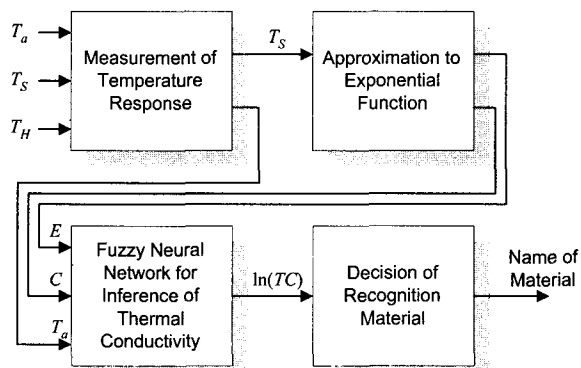 T_a
T_S
T_H
Measurement of
Temperature
Response
T_S
Approximation to
Exponential
Function
E
C
T_a
Fuzzy Neural
Network for
Inference of
Thermal
Conductivity
ln(TC)
Decision of
Recognition
Material
Name of
Material